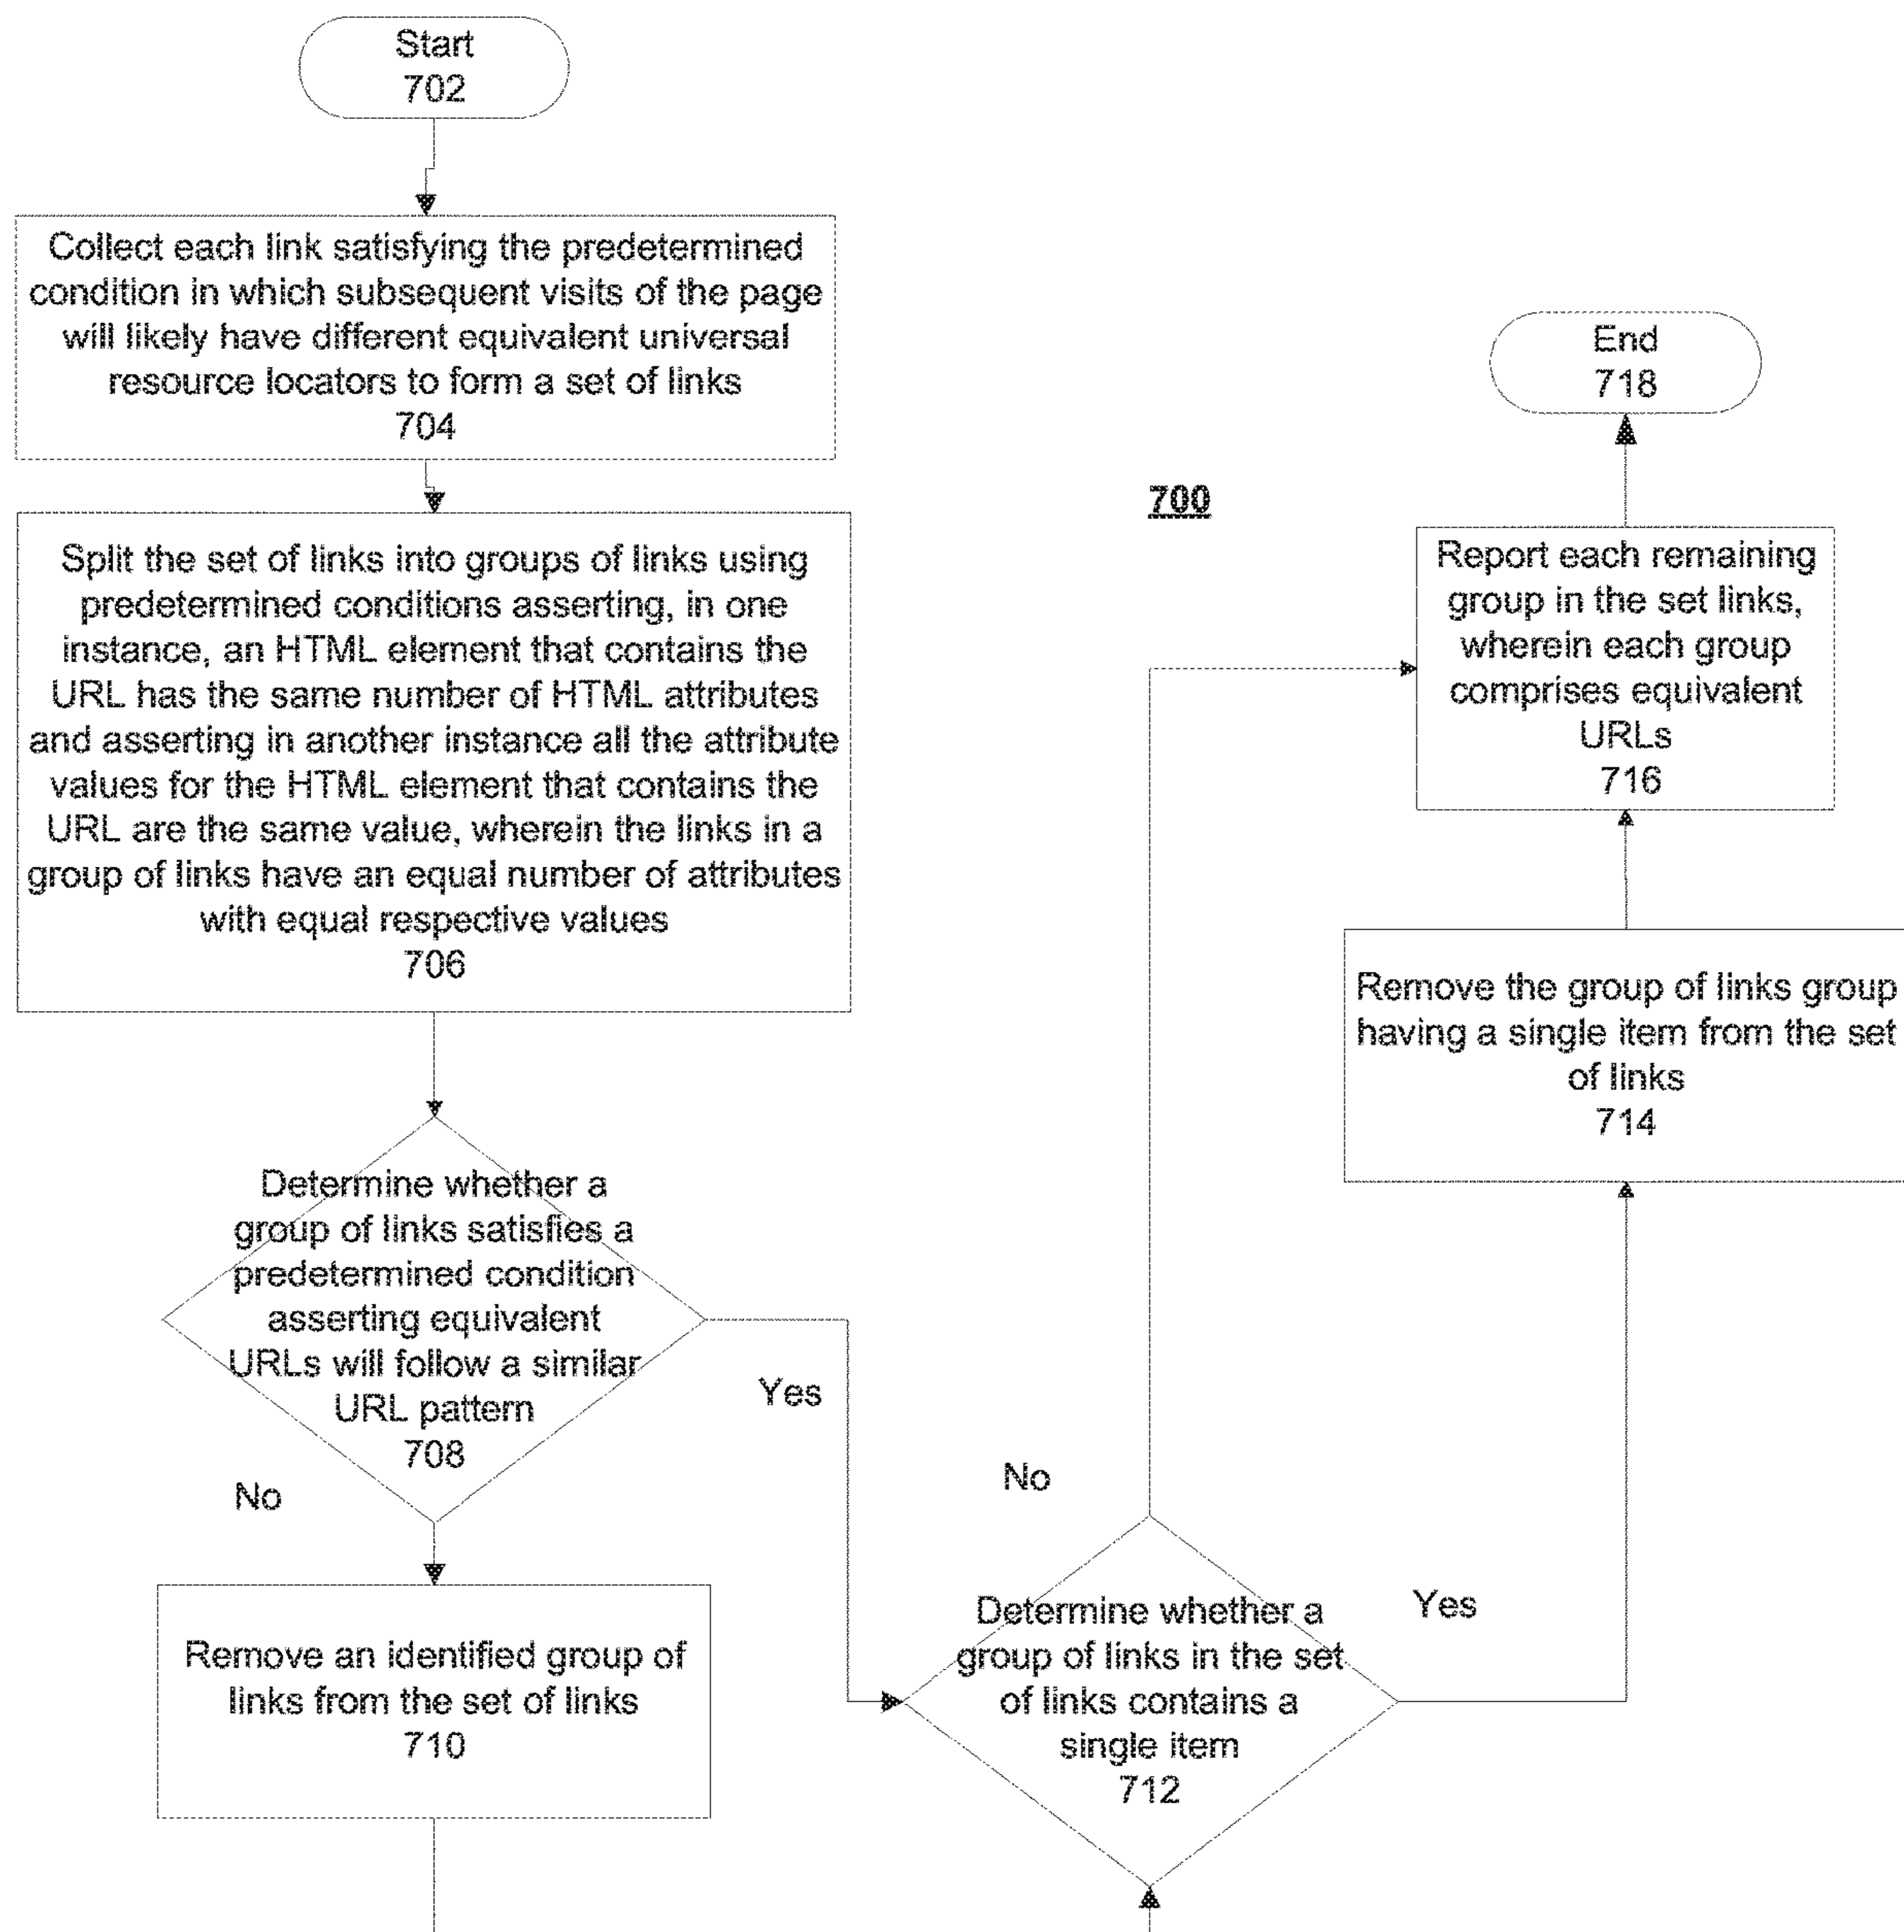 Start
702
Collect each link satisfying the predetermined
condition in which subsequent visits of the page
will likely have different equivalent universal
resource locators to form a set of links
704
Split the set of links into groups of links using
predetermined conditions asserting, in one
instance, an HTML element that contains the
URL has the same number of HTML attributes
and asserting in another instance all the attribute
values for the HTML element that contains the
URL are the same value, wherein the links in a
group of links have an equal number of attributes
with equal respective values
706
Determine whether a
group of links satisfies a
predetermined condition
asserting equivalent
URLs will follow a similar
URL pattern
708
Yes
No
Remove an identified group of
links from the set of links
710
Determine whether a
group of links in the set
of links contains a
single item
712
No
Yes
Remove the group of links group
having a single item from the set
of links
714
Report each remaining
group in the set links,
wherein each group
comprises equivalent
URLs
716
End
718
700